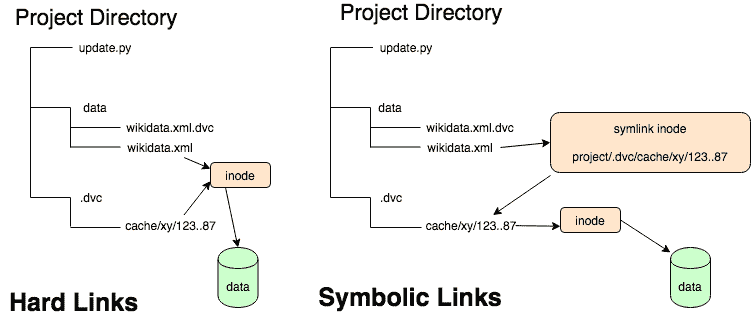 Project Directory
update.py
data
wikidata.xml.dvc
wikidata.xml
inode
.dvc
cache/xy/123..87
data
Hard Links
Project Directory
update.py
data
wikidata.xml.dvc
wikidata.xml
symlink inode
project/.dvc/cache/xy/123..87
.dvc
cache/xy/123..87
inode
data
Symbolic Links